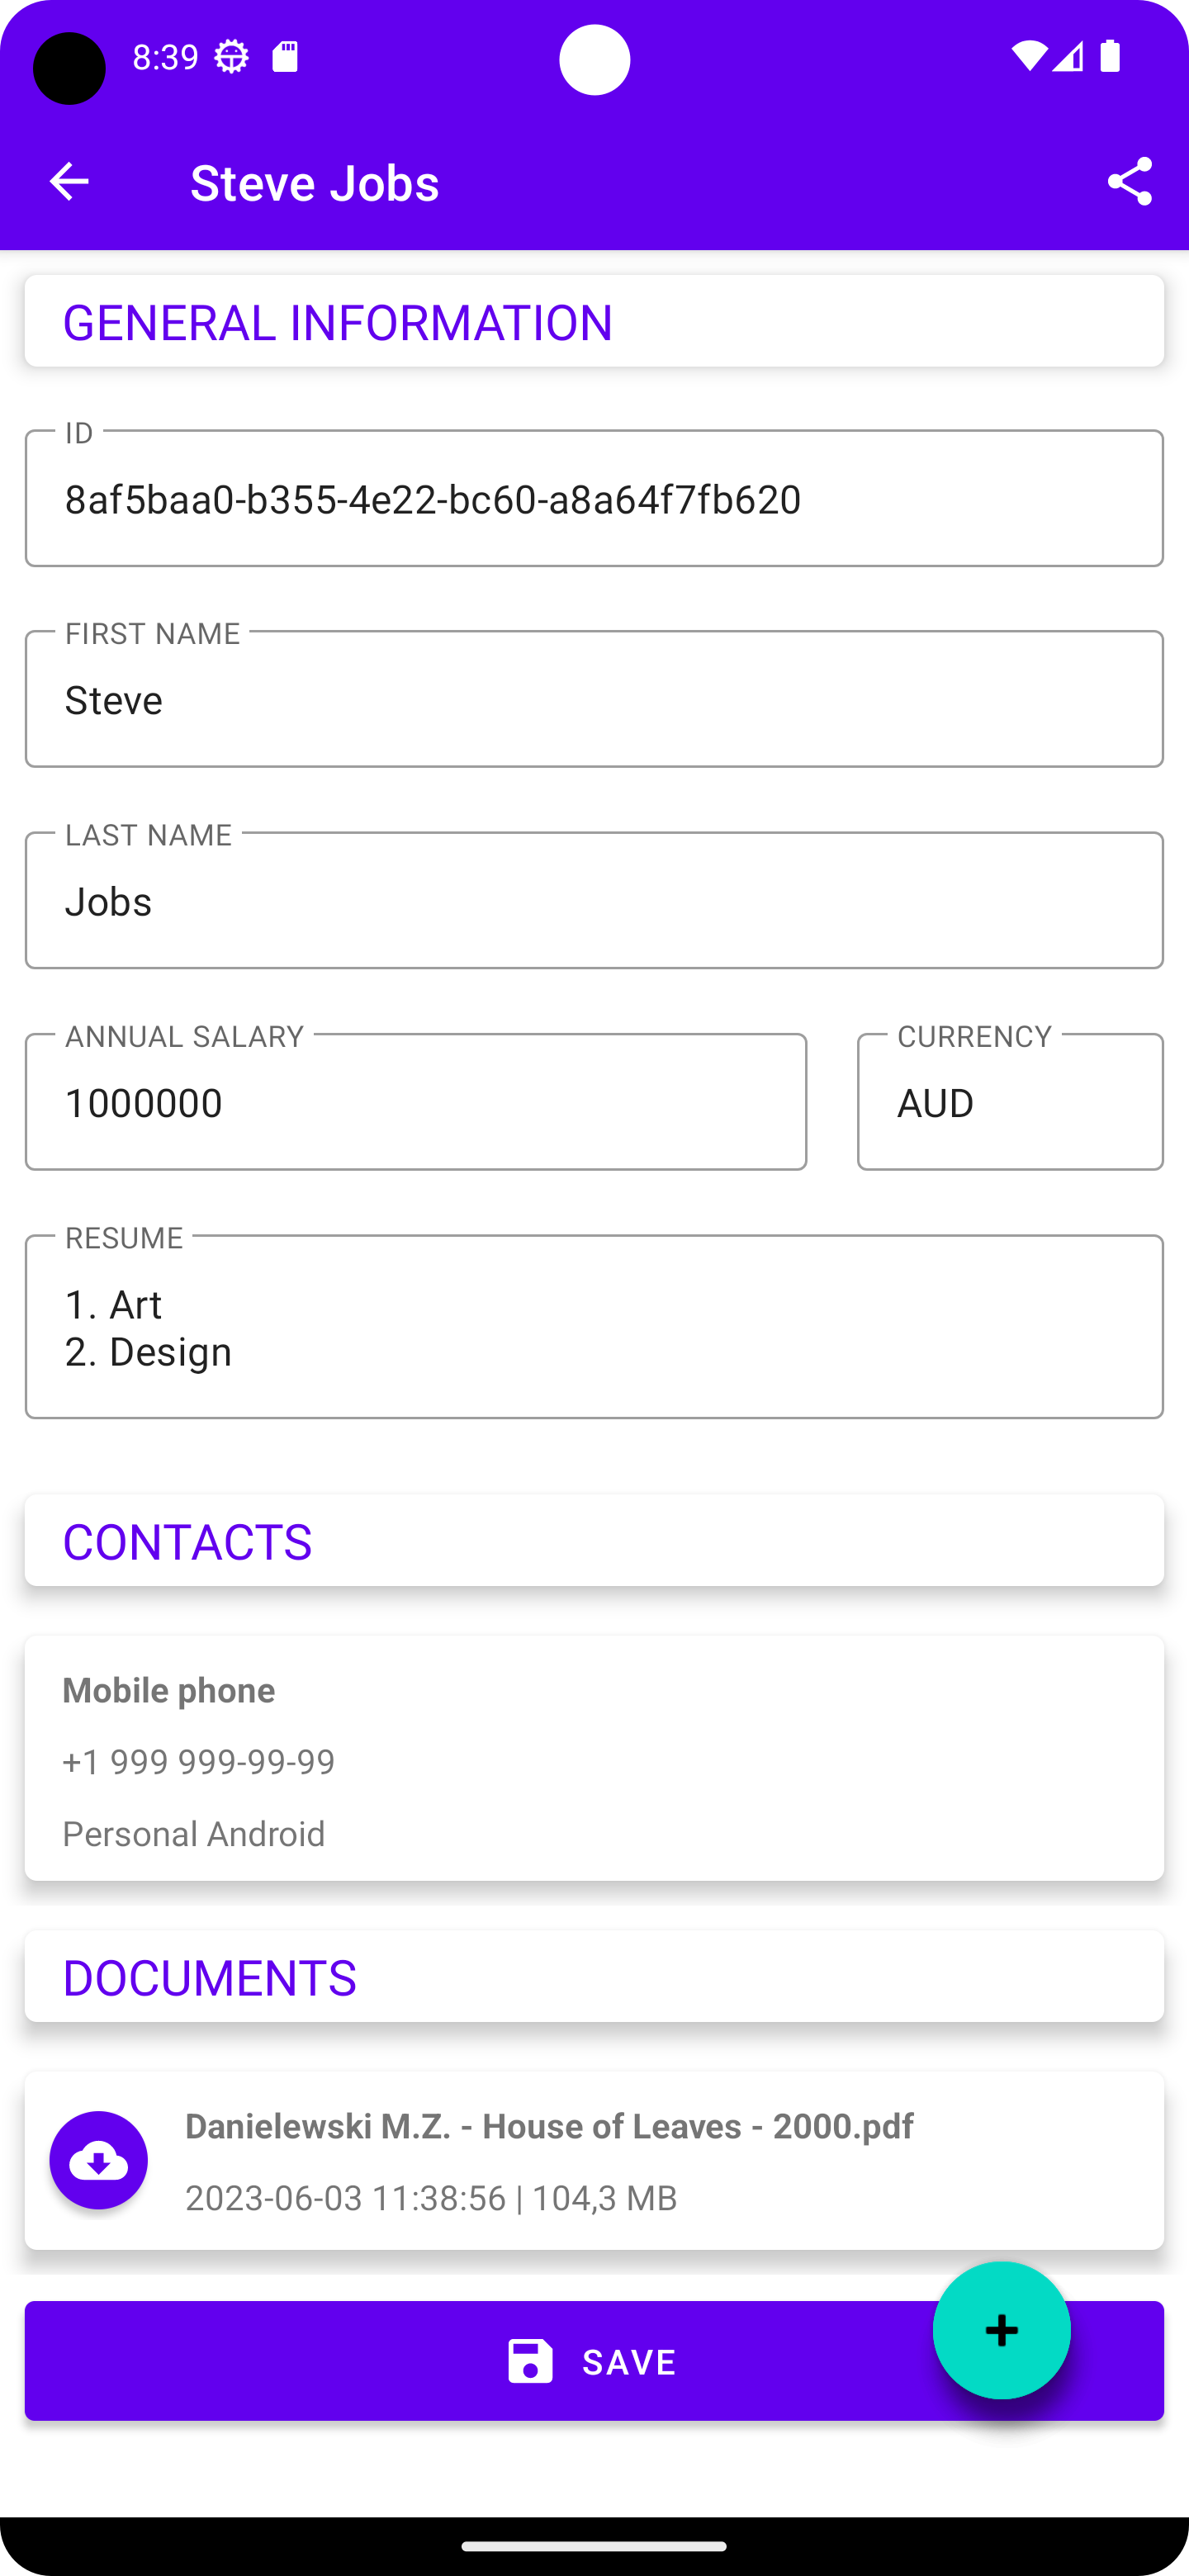 8:39
Steve Jobs
GENERAL INFORMATION
ID
8af5baa0-b355-4e22-bc60-a8a64f7fb620
FIRST NAME
Steve
LAST NAME
Jobs
ANNUAL SALARY
1000000
CURRENCY
AUD
RESUME
1. Art
2. Design
CONTACTS
Mobile phone
+1 999 999-99-99
Personal Android
DOCUMENTS
Danielewski M.Z. - House of Leaves - 2000.pdf
2023-06-03 11:38:56 | 104,3 MB
SAVE